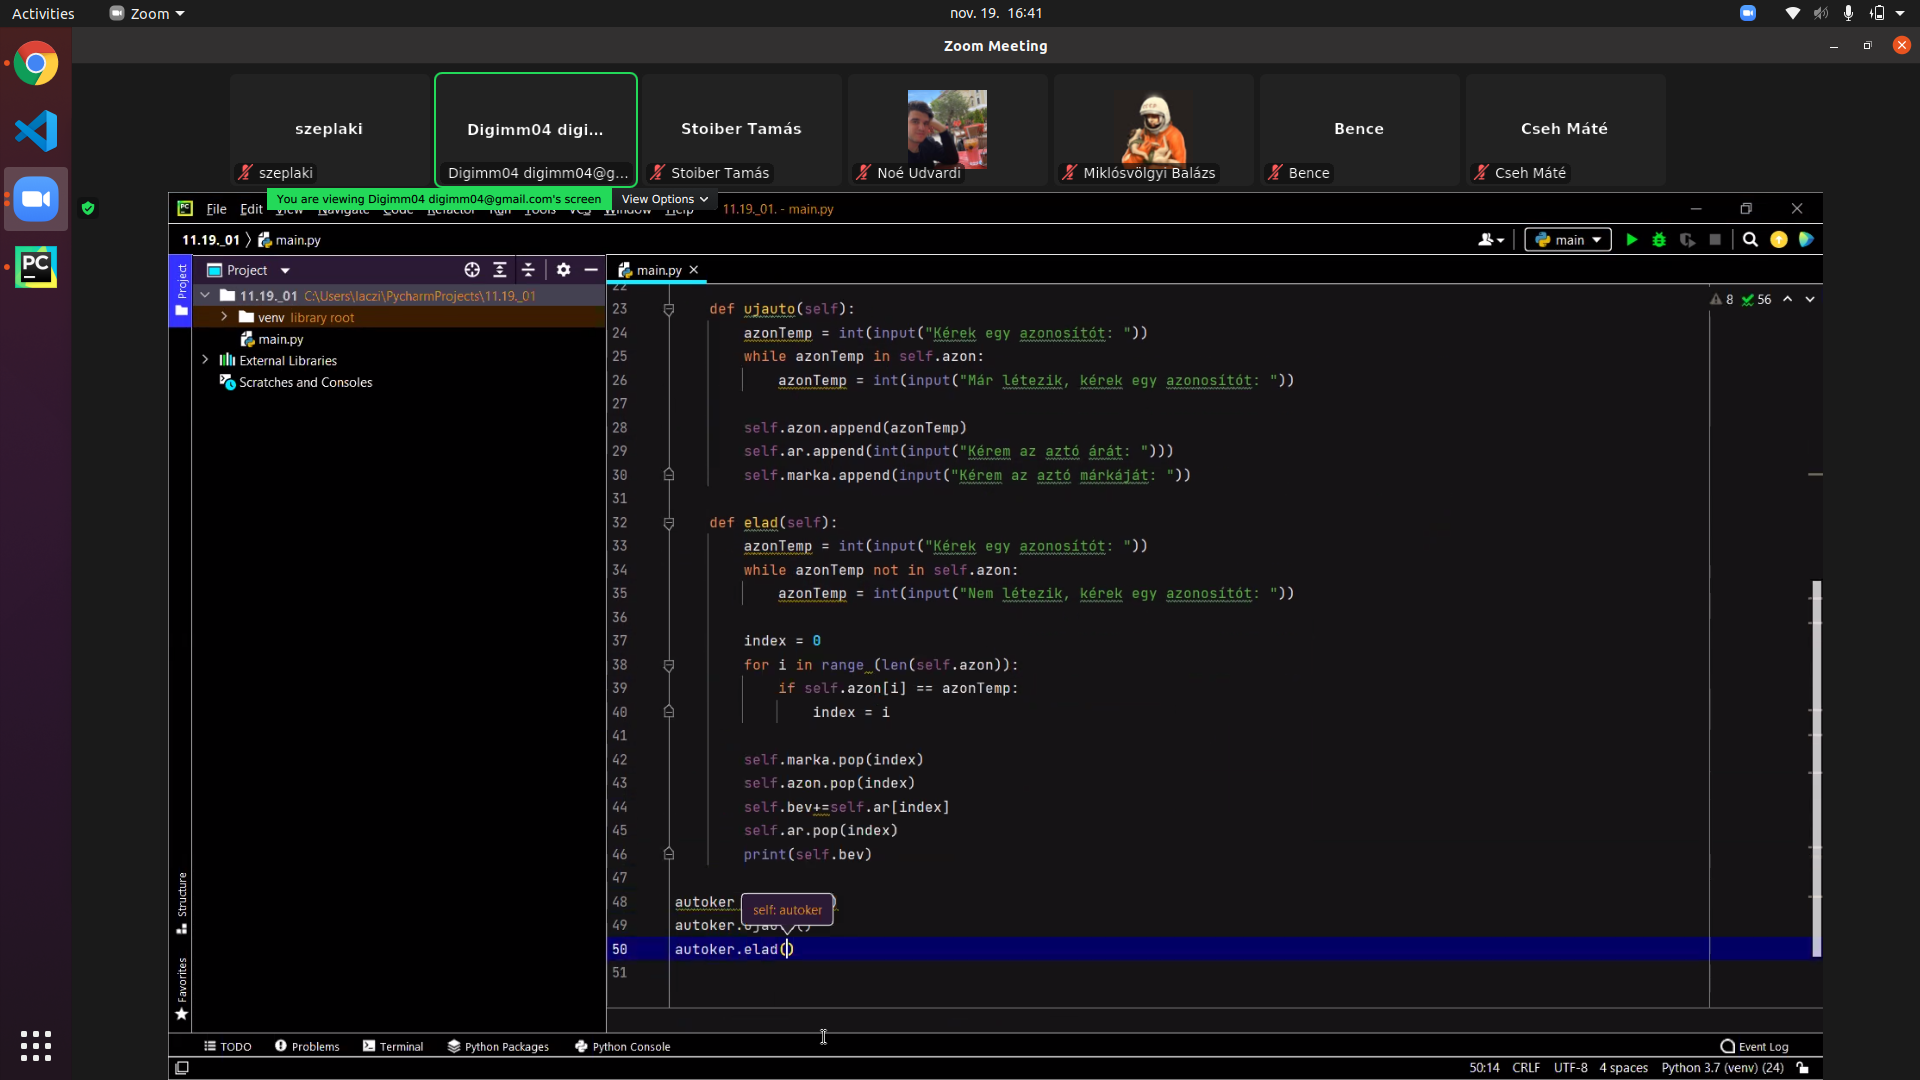 Activities
Zoom
nov. 19. 16:41
Zoom Meeting
szeplaki
Digimm04 digi...
Stoiber Tamás
Bence
Cseh Máté
szeplaki
Digimm04 digimm04@g...
Stoiber Tamás
Noé Udvardi
Miklósvölgyi Balázs
Bence
Cseh Máté
You are viewing Digimm04 digimm04@gmail.com's screen
View Options
File Edit View Navigate Code Refactor Run Tools VCS Window Help
11.19._01. - main.py
11.19._01 main.py
main
Project
Project
main.py
11.19._01 C:\Users\laczi\PycharmProjects\11.19._01
venv library root
main.py
External Libraries
Scratches and Consoles
8 56
22
23 def ujauto(self):
24 azonTemp = int(input("Kérek egy azonosítót: "))
25 while azonTemp in self.azon:
26 azonTemp = int(input("Már létezik, kérek egy azonosítót: "))
27
28 self.azon.append(azonTemp)
29 self.ar.append(int(input("Kérem az aztó árát: ")))
30 self.marka.append(input("Kérem az aztó márkáját: "))
31
32 def elad(self):
33 azonTemp = int(input("Kérek egy azonosítót: "))
34 while azonTemp not in self.azon:
35 azonTemp = int(input("Nem létezik, kérek egy azonosítót: "))
36
37 index = 0
38 for i in range (len(self.azon)):
39 if self.azon[i] == azonTemp:
40 index = i
41
42 self.marka.pop(index)
43 self.azon.pop(index)
44 self.bev+=self.ar[index]
45 self.ar.pop(index)
46 print(self.bev)
47
48 autoker )
self: autoker
49 autoker.ujauto()
50 autoker.elad()
51
Structure
Favorites
TODO Problems Terminal Python Packages Python Console
Event Log
50:14 CRLF UTF-8 4 spaces Python 3.7 (venv) (24)